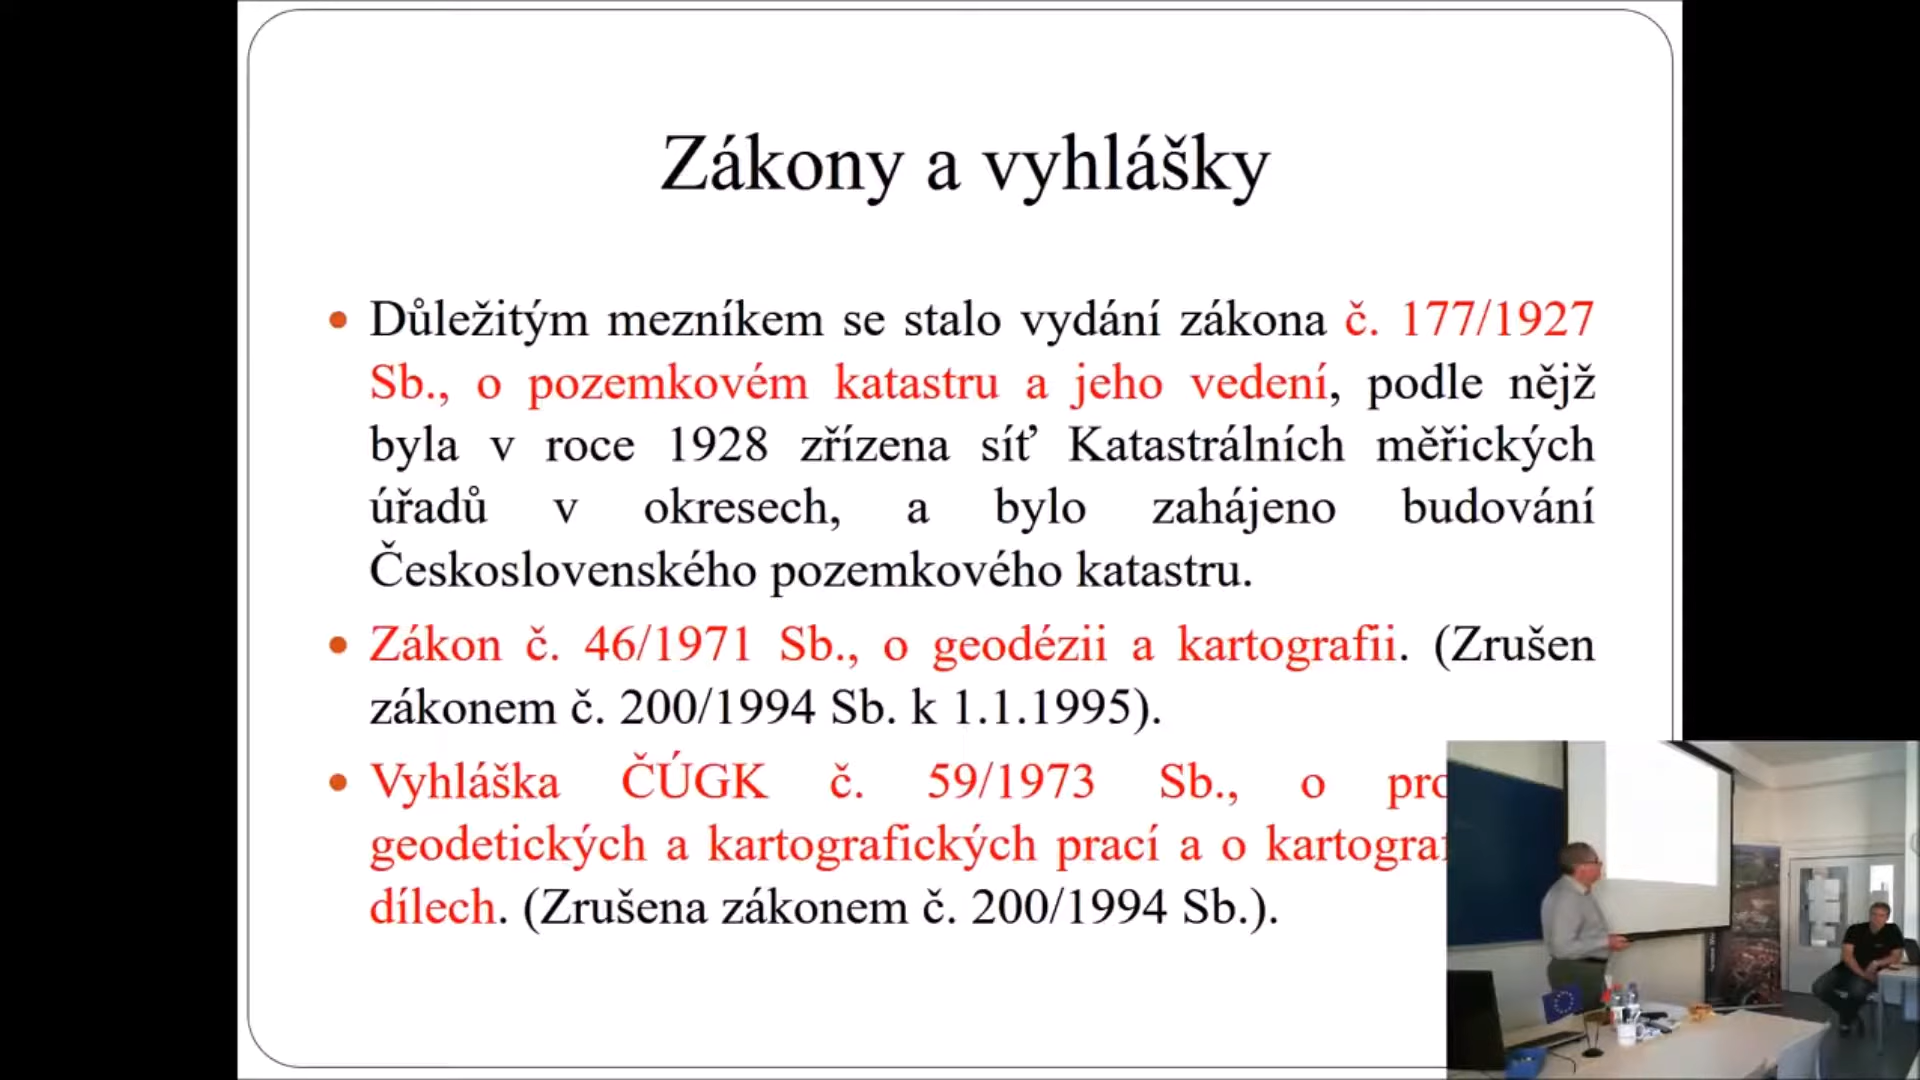 Zákony a vyhlášky
• Důležitým mezníkem se stalo vydání zákona č. 177/1927
Sb., o pozemkovém katastru a jeho vedení, podle nějž
byla v roce 1928 zřízena síť Katastrálních měřických
úřadů v okresech, a bylo zahájeno budování
Československého pozemkového katastru.
• Zákon č. 46/1971 Sb., o geodézii a kartografii. (Zrušen
zákonem č. 200/1994 Sb. k 1.1.1995).
• Vyhláška ČÚGK č. 59/1973 Sb., o
geodetických a kartografických prací a o
dílech. (Zrušena zákonem č. 200/1994 Sb.).